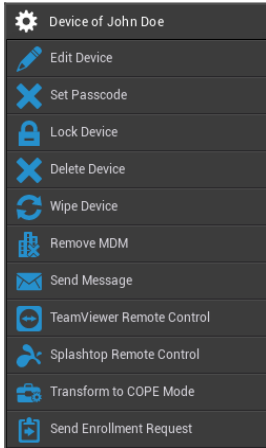 Device of John Doe
Edit Device
Set Passcode
Lock Device
Delete Device
Wipe Device
Remove MDM
Send Message
TeamViewer Remote Control
Splashtop Remote Control
Transform to COPE Mode
Send Enrollment Request